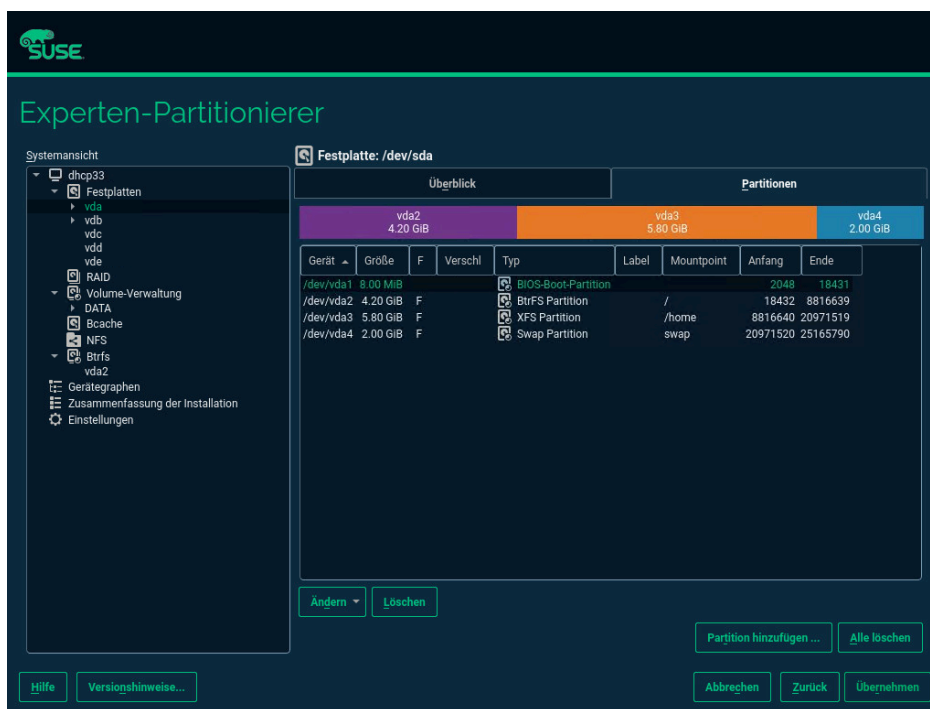 SUSE
Experten-Partitionierer
Systemansicht
dhcp33
Festplatten
vda
vdb
vdc
vdd
vde
RAID
Volume-Verwaltung
DATA
Bcache
NFS
Btrfs
vda2
Gerätegraphen
Zusammenfassung der Installation
Einstellungen
Festplatte: /dev/sda
Überblick Partitionen
vda2 vda3 vda4
4.20 GiB 5.80 GiB 2.00 GiB
Gerät Größe F Verschl Typ Label Mountpoint Anfang Ende
/dev/vda1 8.00 MiB BIOS-Boot-Partition 2048 18431
/dev/vda2 4.20 GiB F BtrFS Partition / 18432 8816639
/dev/vda3 5.80 GiB F XFS Partition /home 8816640 20971519
/dev/vda4 2.00 GiB F Swap Partition swap 20971520 25165790
Ändern Löschen
Partition hinzufügen ... Alle löschen
Hilfe Versionshinweise... Abbrechen Zurück Übernehmen